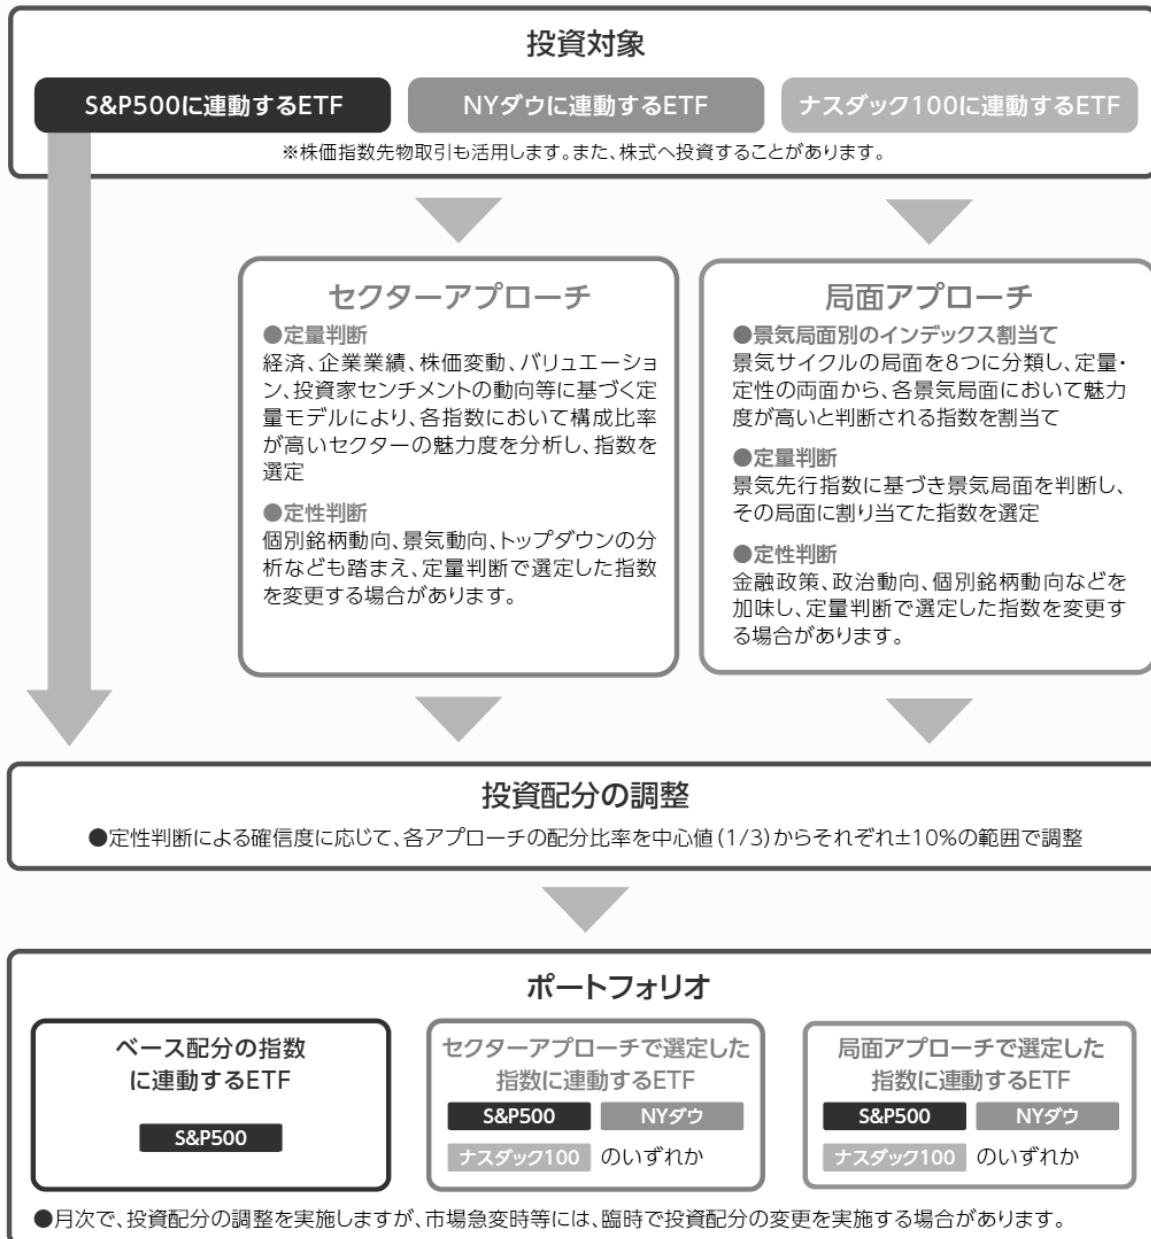 投資対象
S&P500に連動するETF
NYダウに連動するETF
ナスダック100に連動するETF
※株価指数先物取引も活用します。また、株式へ投資することがあります。
セクターアプローチ
●定量判断
経済、企業業績、株価変動、バリュエーショ
ン、投資家センチメントの動向等に基づく定
量モデルにより、各指数において構成比率
が高いセクターの魅力度を分析し、指数を
選定
●定性判断
個別銘柄動向、景気動向、トップダウンの分
析なども踏まえ、定量判断で選定した指数
を変更する場合があります。
局面アプローチ
●景気局面別のインデックス割当て
景気サイクルの局面を8つに分類し、定量・
定性の両面から、各景気局面において魅力
度が高いと判断される指数を割当て
●定量判断
景気先行指数に基づき景気局面を判断し、
その局面に割り当てた指数を選定
●定性判断
金融政策、政治動向、個別銘柄動向などを
加味し、定量判断で選定した指数を変更す
る場合があります。
投資配分の調整
●定性判断による確信度に応じて、各アプローチの配分比率を中心値(1/3)からそれぞれ±10%の範囲で調整
ポートフォリオ
ベース配分の指数
に連動するETF
S&P500
セクターアプローチで選定した
指数に連動するETF
S&P500
NYダウ
ナスダック100 のいずれか
局面アプローチで選定した
指数に連動するETF
S&P500
NYダウ
ナスダック100 のいずれか
●月次で、投資配分の調整を実施しますが、市場急変時等には、臨時で投資配分の変更を実施する場合があります。